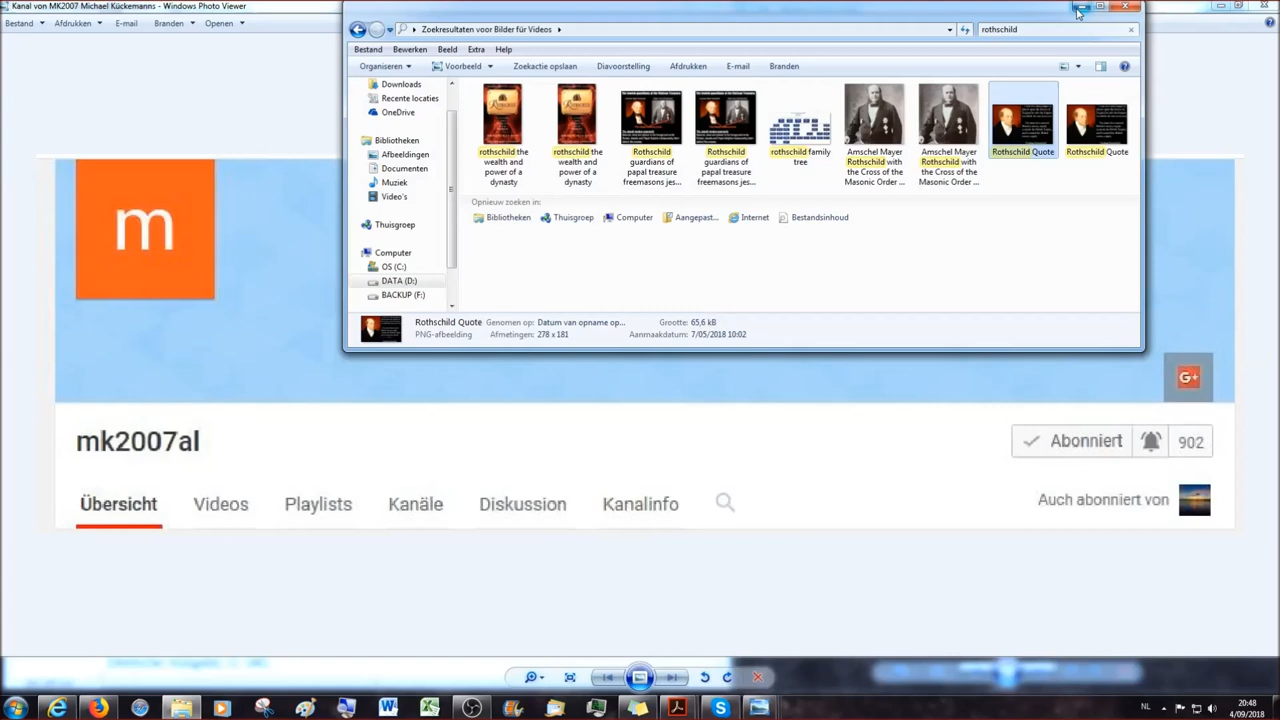 Kanal von MK2007 Michael Kückemanns - Windows Photo Viewer
Bestand Afdrukken E-mail Branden Openen
Zoekresultaten voor Bilder für Videos
rothschild
Bestand Bewerken Beeld Extra Help
Organiseren Voorbeeld Zoekactie opslaan Diavoorstelling Afdrukken E-mail Branden
Downloads
Recente locaties
OneDrive
Bibliotheken
Afbeeldingen
Documenten
Muziek
Video's
Thuisgroep
Computer
OS (C:)
DATA (D:)
BACKUP (F:)
rothschild the wealth and power of a dynasty
rothschild the wealth and power of a dynasty
Rothschild guardians of papal treasure freemasons jes...
Rothschild guardians of papal treasure freemasons jes...
rothschild family tree
Amschel Mayer Rothschild with the Cross of the Masonic Order ...
Amschel Mayer Rothschild with the Cross of the Masonic Order ...
Rothschild Quote
Rothschild Quote
Opnieuw zoeken in:
Bibliotheken Thuisgroep Computer Aangepast... Internet Bestandsinhoud
Rothschild Quote Genomen op: Datum van opname op... Grootte: 65,6 kB
PNG-afbeelding Afmetingen: 278 x 181 Aanmaakdatum: 7/05/2018 10:02
m
G+
mk2007al
Abonniert 902
Übersicht Videos Playlists Kanäle Diskussion Kanalinfo
Auch abonniert von
NL
20:48
4/09/2018